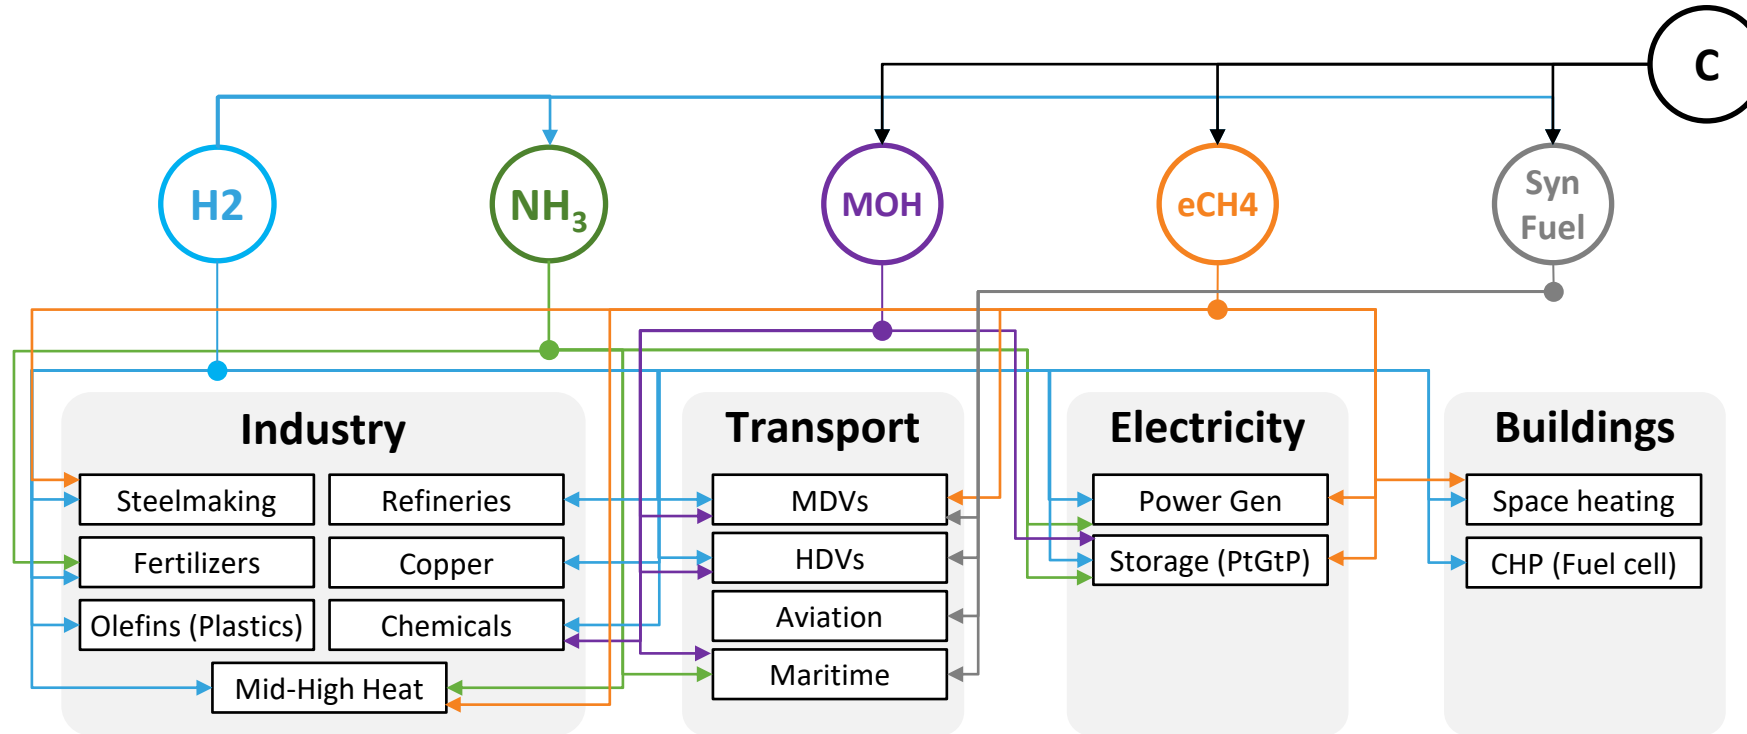 C
H2
NH₃
MOH
eCH4
Syn
Fuel
Industry
Transport
Electricity
Buildings
Steelmaking
Refineries
MDVs
Power Gen
Space heating
Fertilizers
Copper
HDVs
Storage (PtGtP)
CHP (Fuel cell)
Olefins (Plastics)
Chemicals
Aviation
Mid-High Heat
Maritime